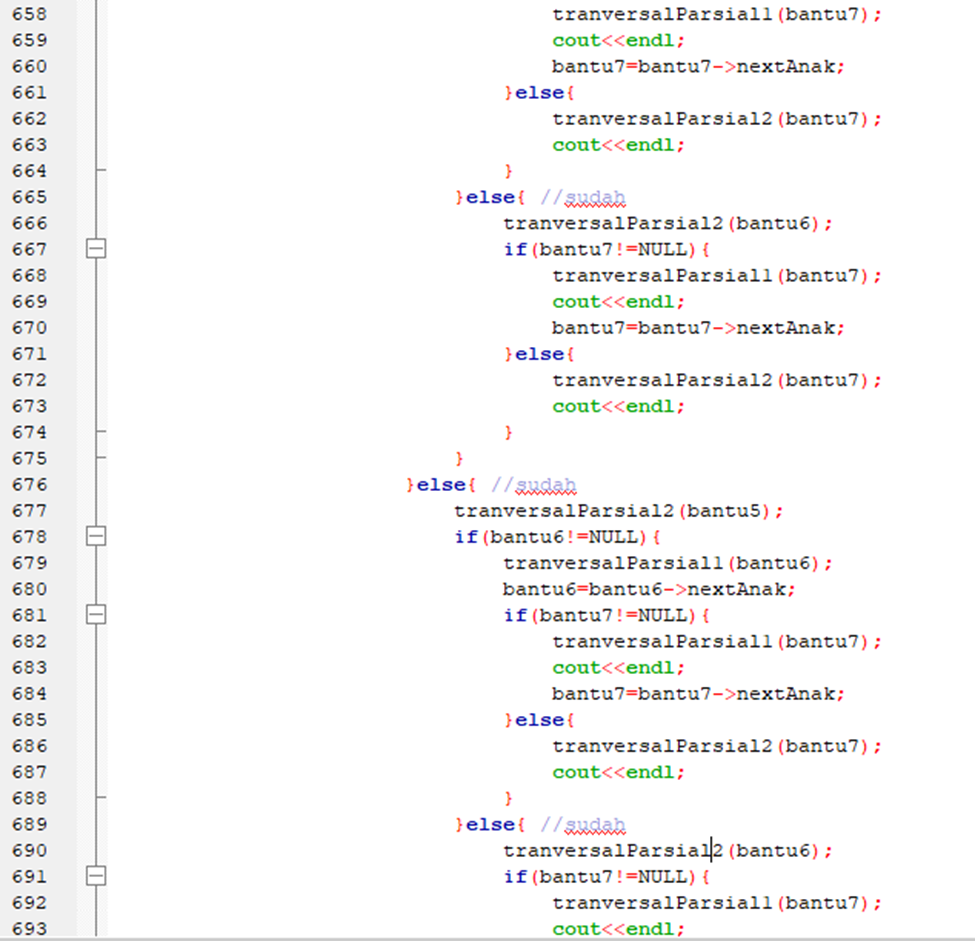 658 tranversalParsial1(bantu7);
659 cout<<endl;
660 bantu7=bantu7->nextAnak;
661 }else{
662 tranversalParsial2(bantu7);
663 cout<<endl;
664 }
665 }else{ //sudah
666 tranversalParsial2(bantu6);
667 if(bantu7!=NULL){
668 tranversalParsial1(bantu7);
669 cout<<endl;
670 bantu7=bantu7->nextAnak;
671 }else{
672 tranversalParsial2(bantu7);
673 cout<<endl;
674 }
675 }
676 }else{ //sudah
677 tranversalParsial2(bantu5);
678 if(bantu6!=NULL){
679 tranversalParsial1(bantu6);
680 bantu6=bantu6->nextAnak;
681 if(bantu7!=NULL){
682 tranversalParsial1(bantu7);
683 cout<<endl;
684 bantu7=bantu7->nextAnak;
685 }else{
686 tranversalParsial2(bantu7);
687 cout<<endl;
688 }
689 }else{ //sudah
690 tranversalParsial2(bantu6);
691 if(bantu7!=NULL){
692 tranversalParsial1(bantu7);
693 cout<<endl;